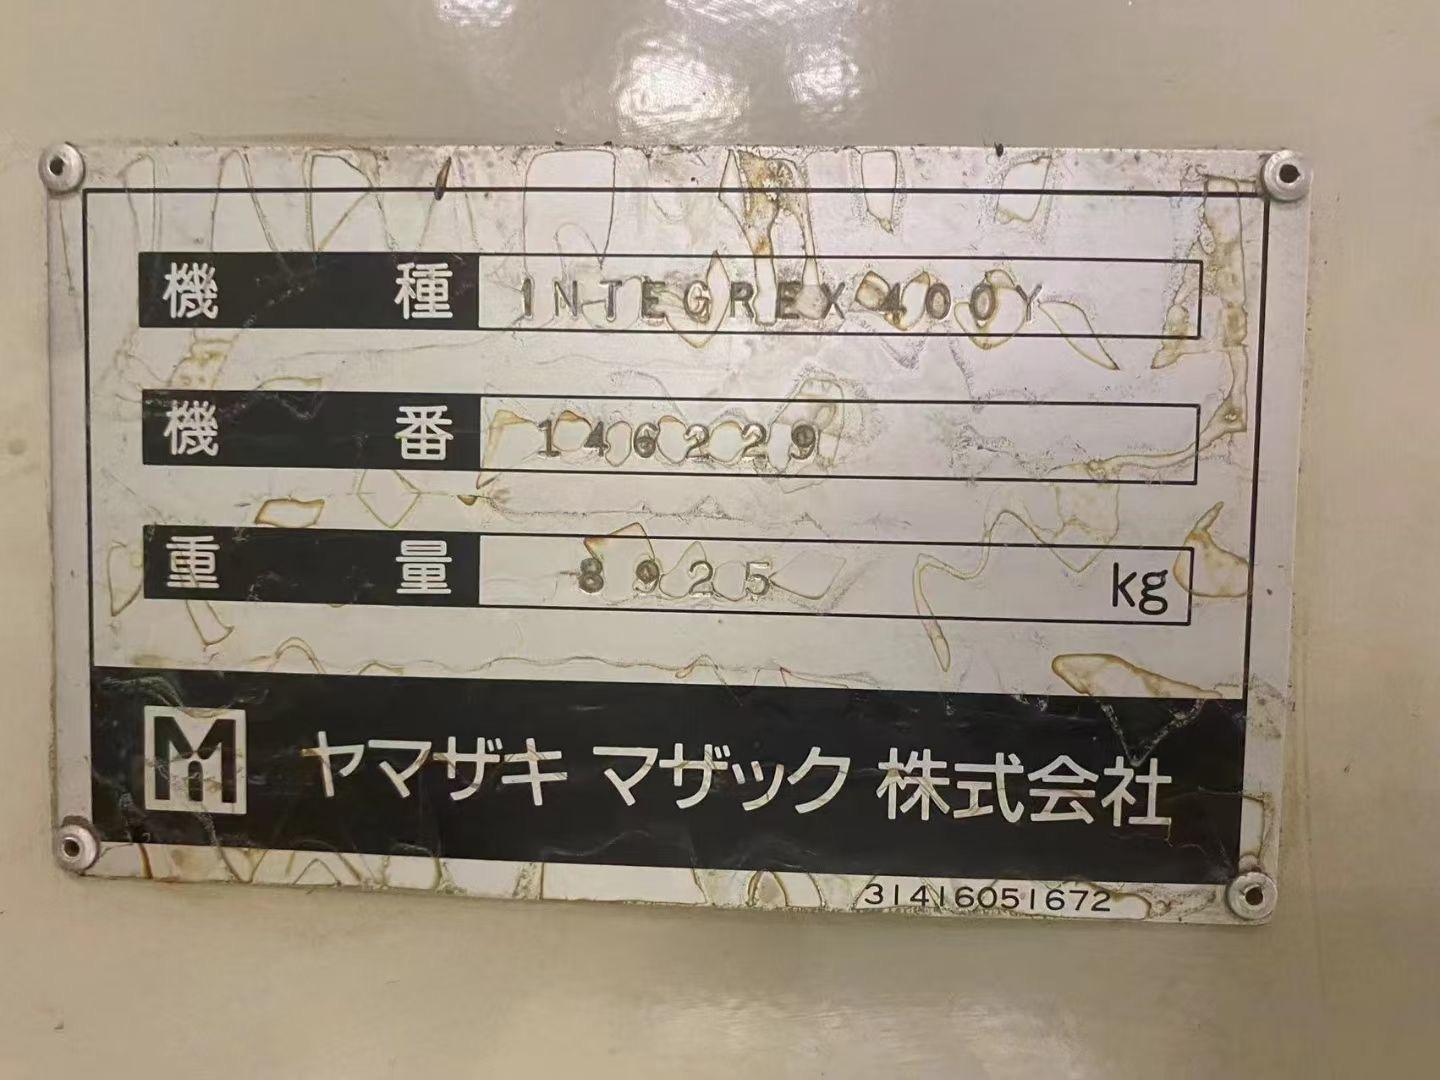 機種 INTEGREX 400Y
機番 146229
重量 8925 kg
M ヤマザキ マザック 株式会社
31416051672